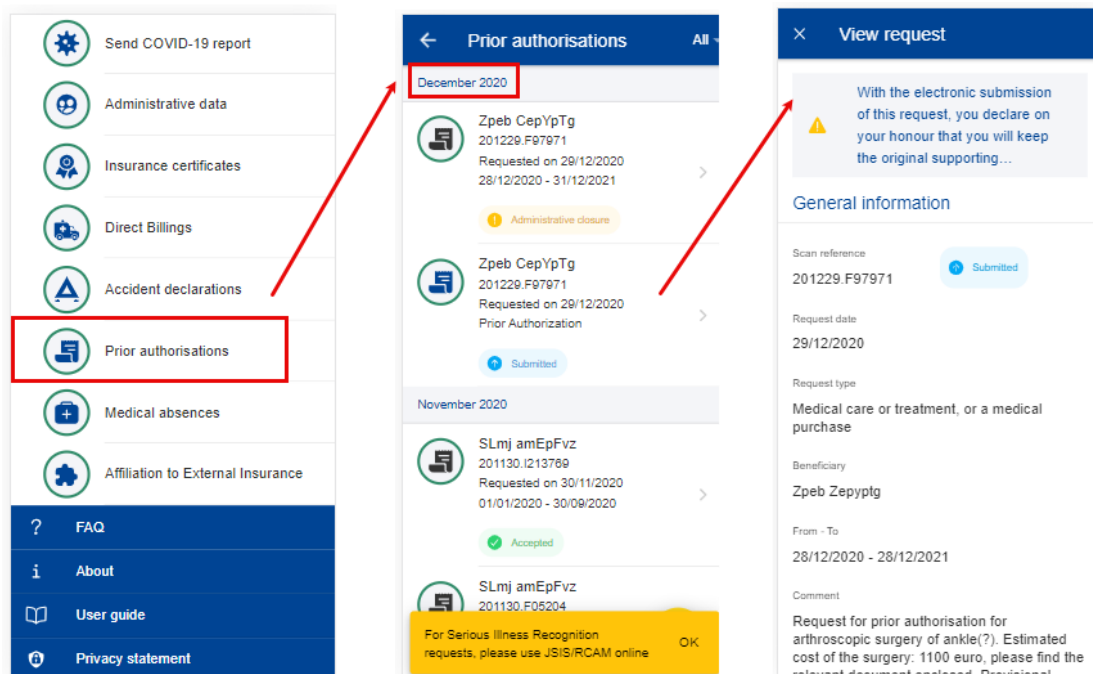 Send COVID-19 report
Administrative data
Insurance certificates
Direct Billings
Accident declarations
Prior authorisations
Medical absences
Affiliation to External Insurance
? FAQ
i About
User guide
Privacy statement
Prior authorisations All
December 2020
Zpeb CepYpTg
201229.F97971
Requested on 29/12/2020
28/12/2020 - 31/12/2021
Administrative closure
Zpeb CepYpTg
201229.F97971
Requested on 29/12/2020
Prior Authorization
Submitted
November 2020
SLmj amEpFvz
201130.I213769
Requested on 30/11/2020
01/01/2020 - 30/09/2020
Accepted
SLmj amEpFvz
201130.F05204
For Serious Illness Recognition
requests, please use JSIS/RCAM online
OK
View request
With the electronic submission
of this request, you declare on
your honour that you will keep
the original supporting...
General information
Scan reference
201229.F97971
Submitted
Request date
29/12/2020
Request type
Medical care or treatment, or a medical
purchase
Beneficiary
Zpeb Zepyptg
From - To
28/12/2020 - 28/12/2021
Comment
Request for prior authorisation for
arthroscopic surgery of ankle(?). Estimated
cost of the surgery: 1100 euro, please find the
relevant document enclosed. Provisional